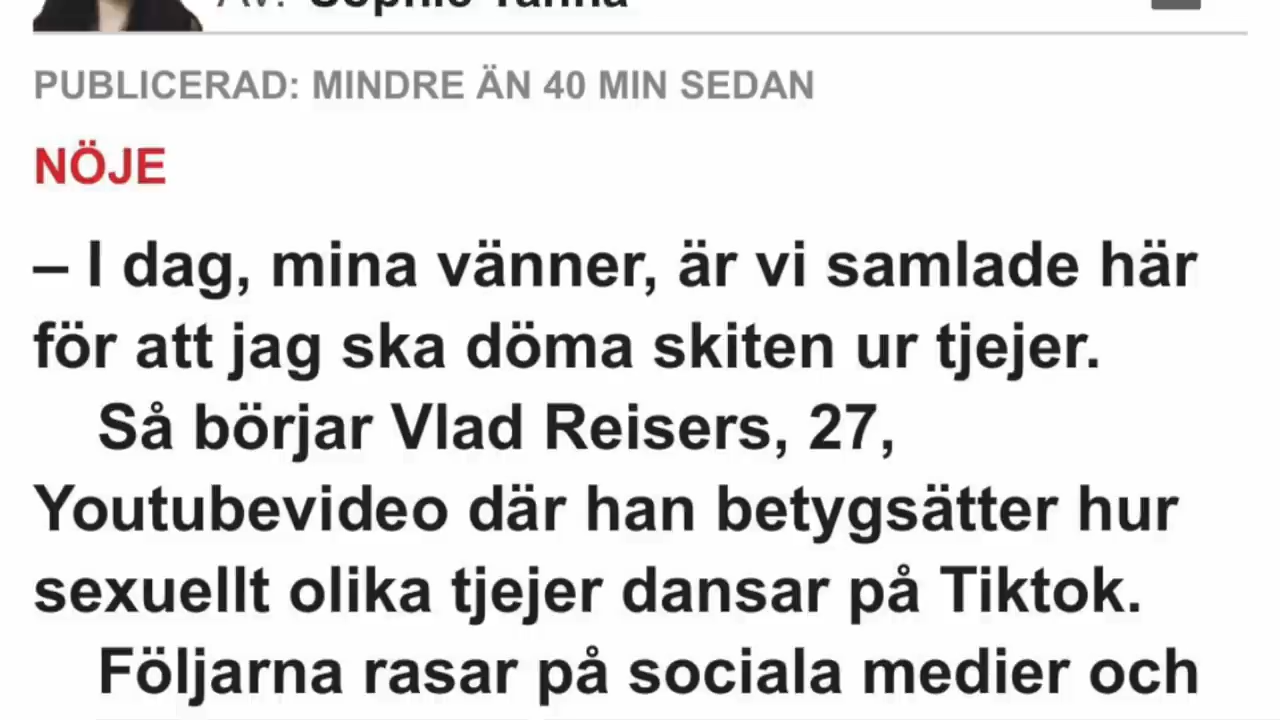 PUBLICERAD: MINDRE ÄN 40 MIN SEDAN
NÖJE
– I dag, mina vänner, är vi samlade här
för att jag ska döma skiten ur tjejer.
Så börjar Vlad Reisers, 27,
Youtubevideo där han betygsätter hur
sexuellt olika tjejer dansar på Tiktok.
Följarna rasar på sociala medier och